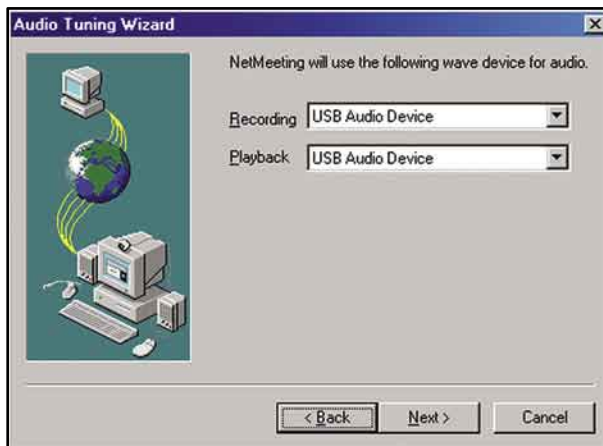 Audio Tuning Wizard
NetMeeting will use the following wave device for audio.
Recording USB Audio Device
Playback USB Audio Device
< Back Next > Cancel